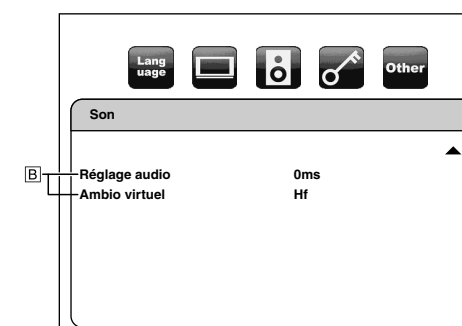 Lang
uage
Other
Son
B
Réglage audio 0ms
Ambio virtuel Hf